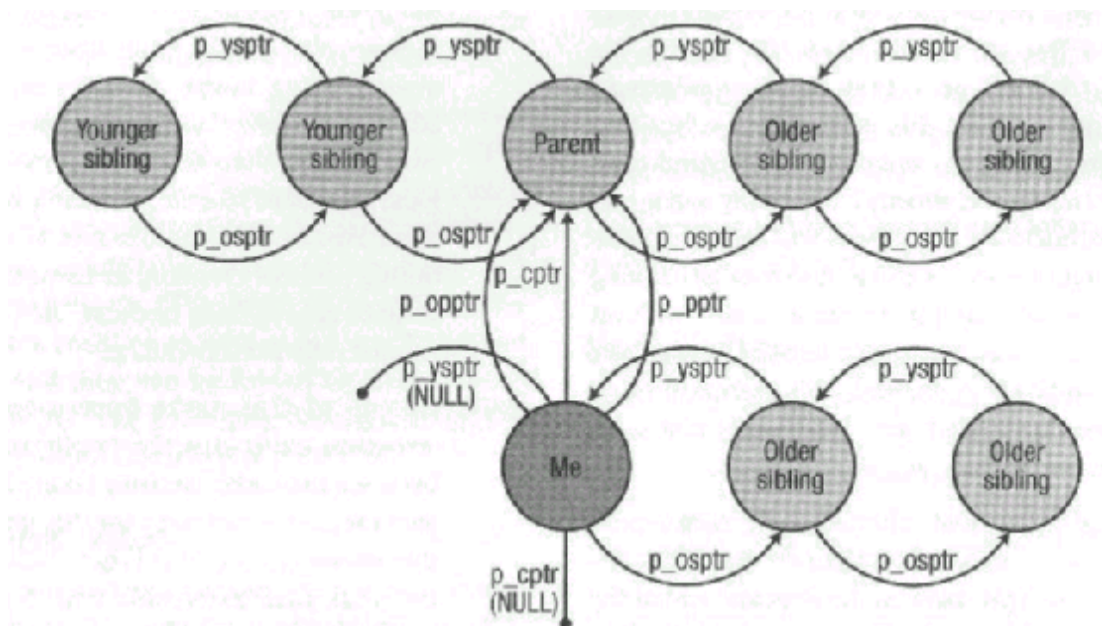 p_ysptr
p_ysptr
p_ysptr
p_ysptr
Younger
sibling
Younger
sibling
Parent
Older
sibling
Older
sibling
p_osptr
p_osptr
p_osptr
p_osptr
p_cptr
p_opptr
p_pptr
p_ysptr
(NULL)
p_ysptr
p_ysptr
Me
Older
sibling
Older
sibling
p_osptr
p_osptr
p_cptr
(NULL)